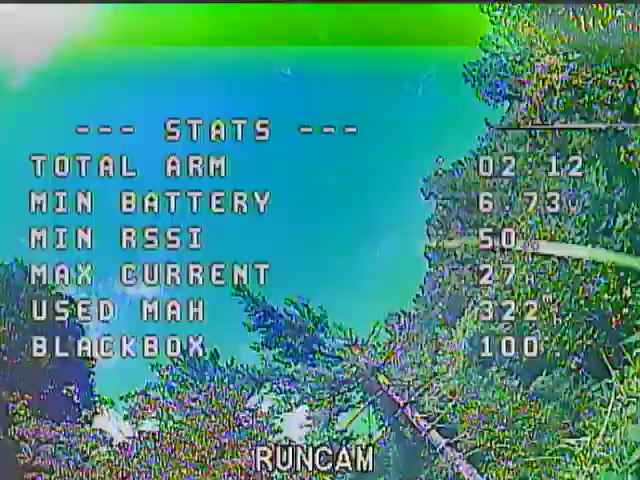 --- STATS ---
TOTAL ARM : 02:12
MIN BATTERY 6.73V
MIN RSSI 50%
MAX CURRENT 27
USED MAH 322
BLACKBOX 100
RUNCAM